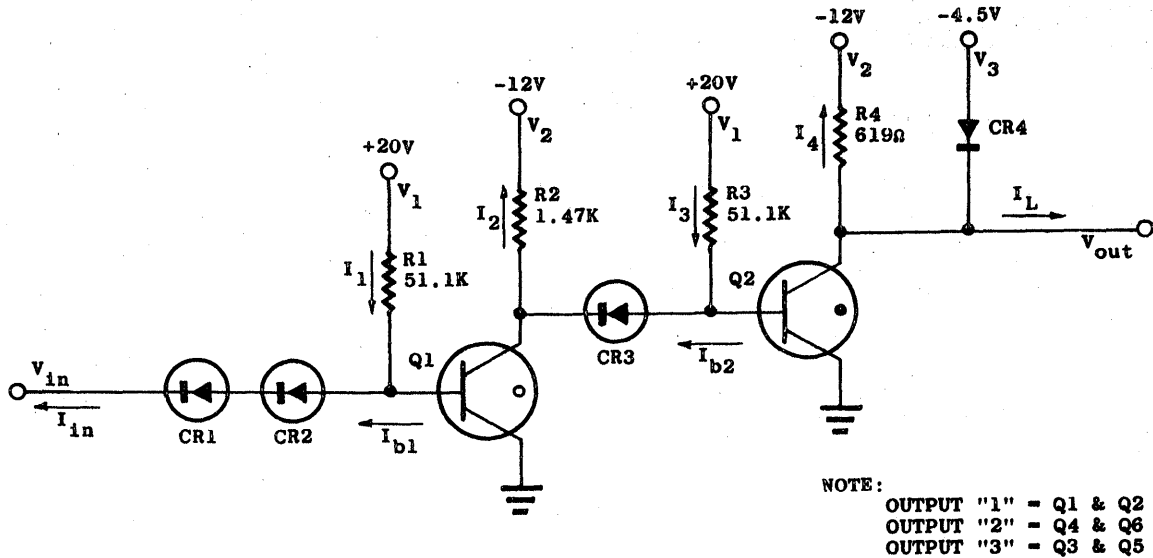 -12V
V2
-4.5V
V3
I4
R4
619Ω
CR4
-12V
V2
+20V
V1
+20V
V1
I2
R2
1.47K
I3
R3
51.1K
IL
Vout
I1
R1
51.1K
Q2
Vin
Iin
CR1
CR2
Ib1
Q1
CR3
Ib2
NOTE:
OUTPUT "1" = Q1 & Q2
OUTPUT "2" = Q4 & Q6
OUTPUT "3" = Q3 & Q5